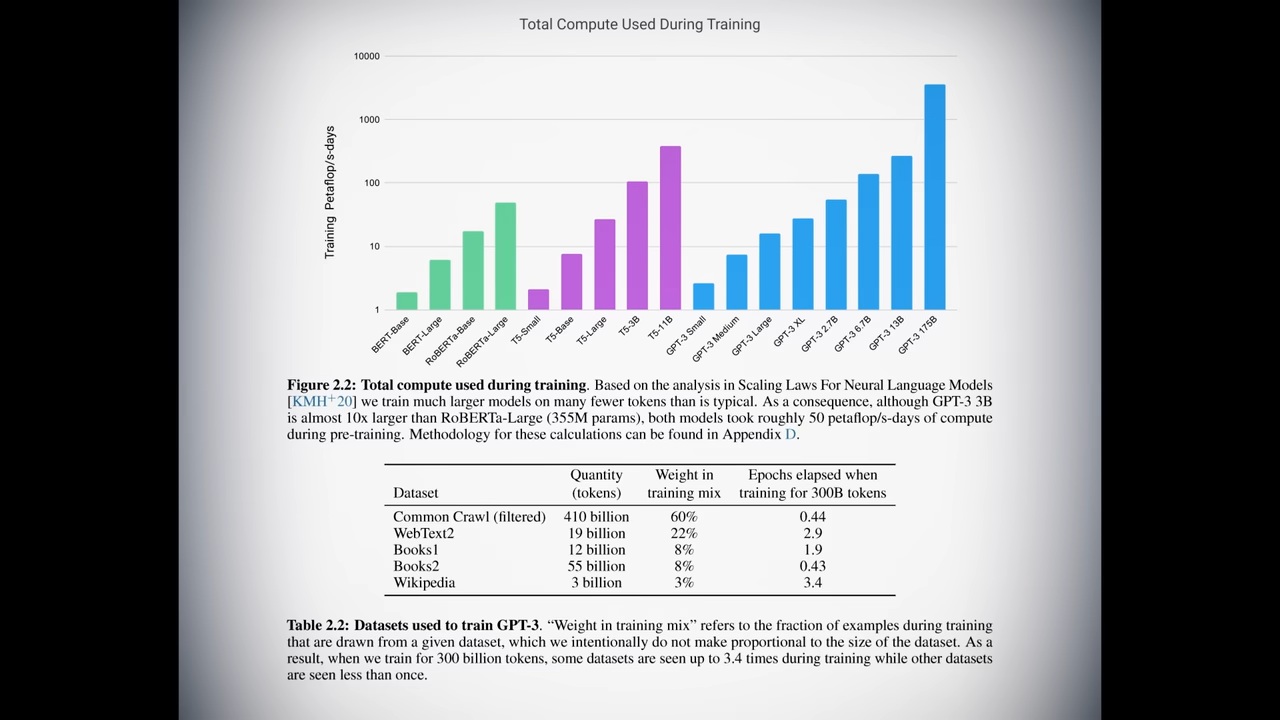 Total Compute Used During Training
10000
1000
100
10
1
Training Petaflop/s-days
BERT-Base
BERT-Large
RoBERTa-Base
RoBERTa-Large
T5-Small
T5-Base
T5-Large
T5-3B
T5-11B
GPT-3 Small
GPT-3 Medium
GPT-3 Large
GPT-3 XL
GPT-3 2.7B
GPT-3 6.7B
GPT-3 13B
GPT-3 175B
Figure 2.2: Total compute used during training. Based on the analysis in Scaling Laws For Neural Language Models
[KMH+20] we train much larger models on many fewer tokens than is typical. As a consequence, although GPT-3 3B
is almost 10x larger than RoBERTa-Large (355M params), both models took roughly 50 petaflop/s-days of compute
during pre-training. Methodology for these calculations can be found in Appendix D.
Quantity Weight in Epochs elapsed when
Dataset (tokens) training mix training for 300B tokens
Common Crawl (filtered) 410 billion 60% 0.44
WebText2 19 billion 22% 2.9
Books1 12 billion 8% 1.9
Books2 55 billion 8% 0.43
Wikipedia 3 billion 3% 3.4
Table 2.2: Datasets used to train GPT-3. “Weight in training mix” refers to the fraction of examples during training
that are drawn from a given dataset, which we intentionally do not make proportional to the size of the dataset. As a
result, when we train for 300 billion tokens, some datasets are seen up to 3.4 times during training while other datasets
are seen less than once.